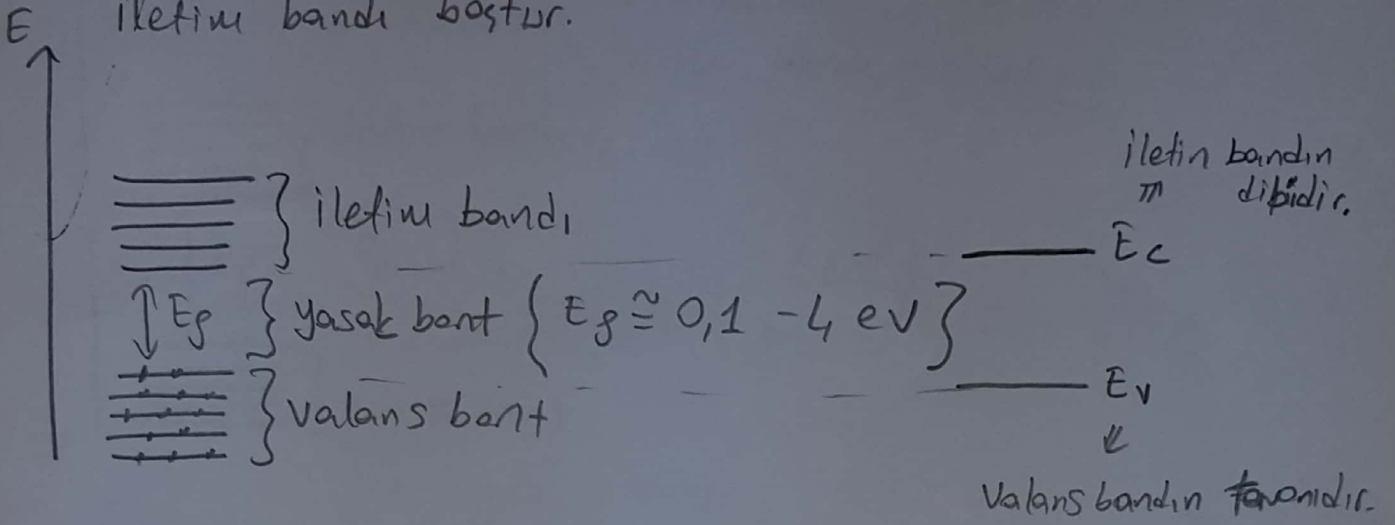 E iletim bandı boştur.
iletin bandın
dibidir.
iletim bandı
Ec
Eg yasak bant { Eg ≅ 0,1 - 4 eV }
Ev
valans bant
Valans bandın tavanıdır.